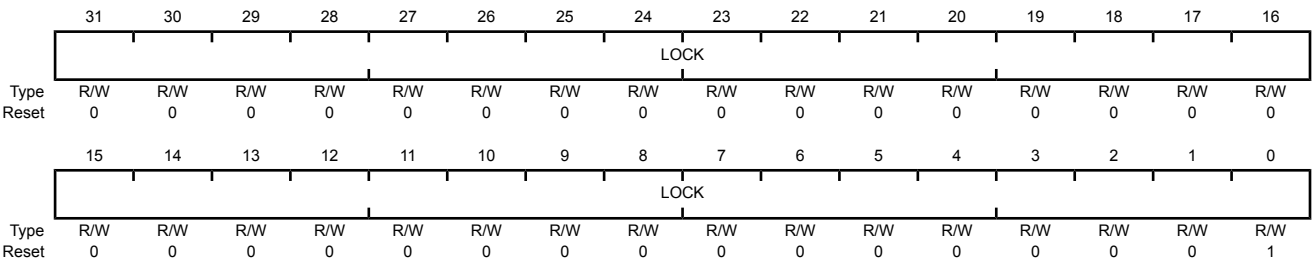 31 30 29 28 27 26 25 24 23 22 21 20 19 18 17 16
LOCK
Type R/W R/W R/W R/W R/W R/W R/W R/W R/W R/W R/W R/W R/W R/W R/W R/W
Reset 0 0 0 0 0 0 0 0 0 0 0 0 0 0 0 0
15 14 13 12 11 10 9 8 7 6 5 4 3 2 1 0
LOCK
Type R/W R/W R/W R/W R/W R/W R/W R/W R/W R/W R/W R/W R/W R/W R/W R/W
Reset 0 0 0 0 0 0 0 0 0 0 0 0 0 0 0 1